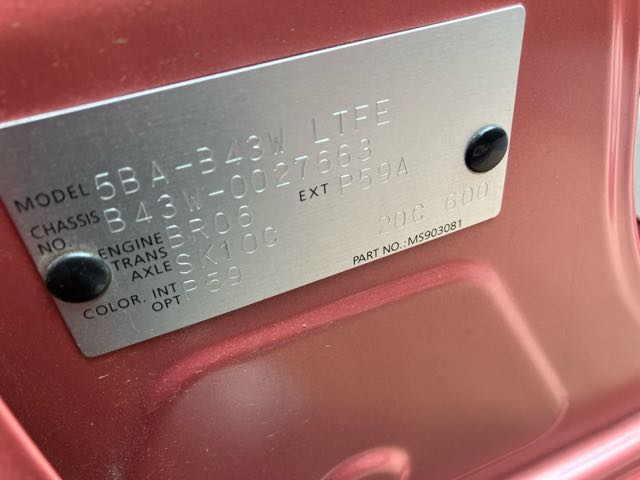 MODEL 5BA-B43W LTFE
CHASSIS NO. B43W-0027663
ENGINE BR06 EXT P59A
TRANS AXLE SK10C 20C 600
COLOR. INT OPT P59
PART NO.: MS903081